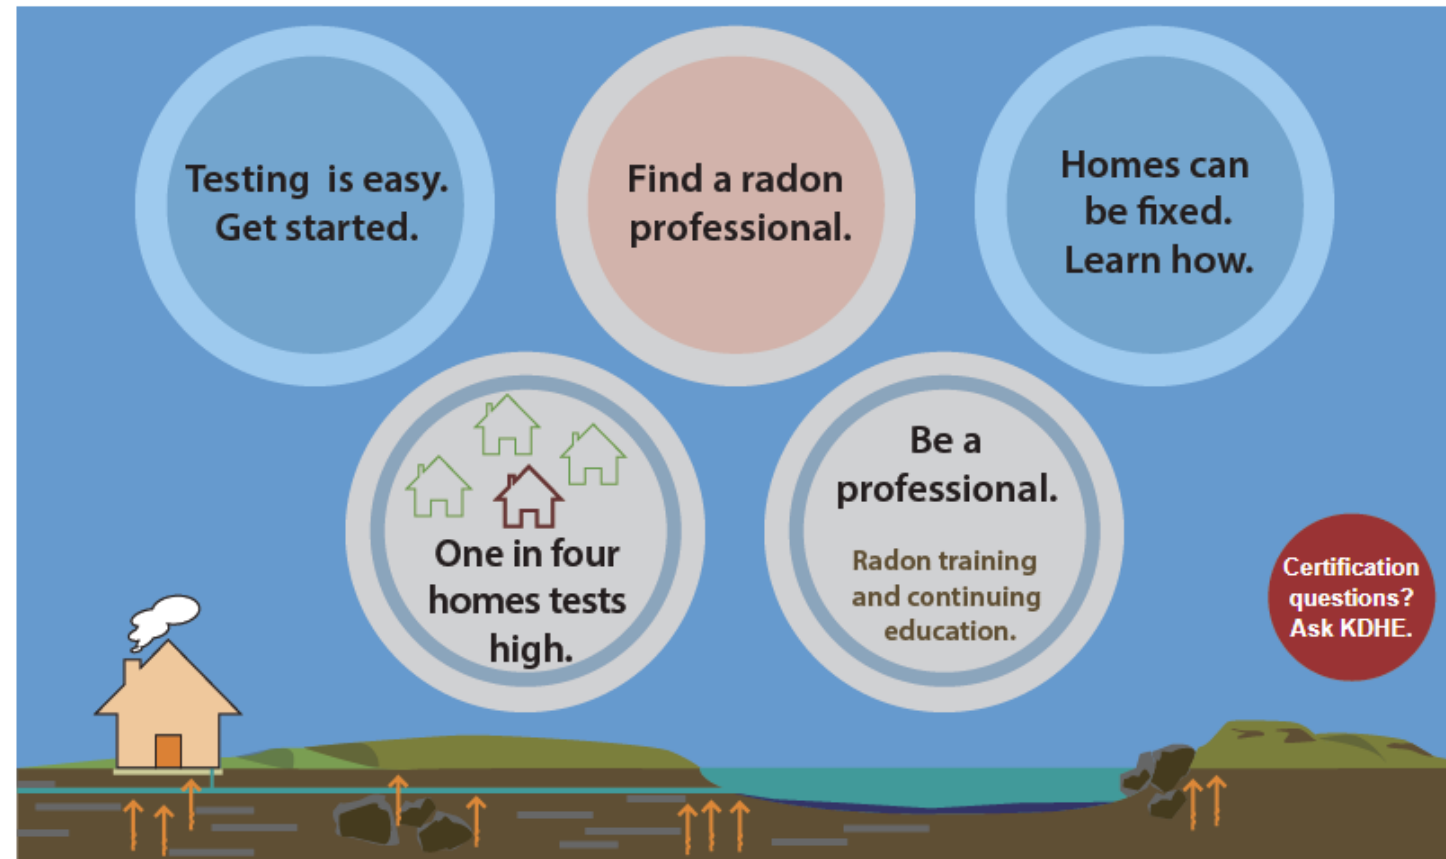 Testing is easy.
Get started.
Find a radon
professional.
Homes can
be fixed.
Learn how.
One in four
homes tests
high.
Be a
professional.
Radon training
and continuing
education.
Certification
questions?
Ask KDHE.